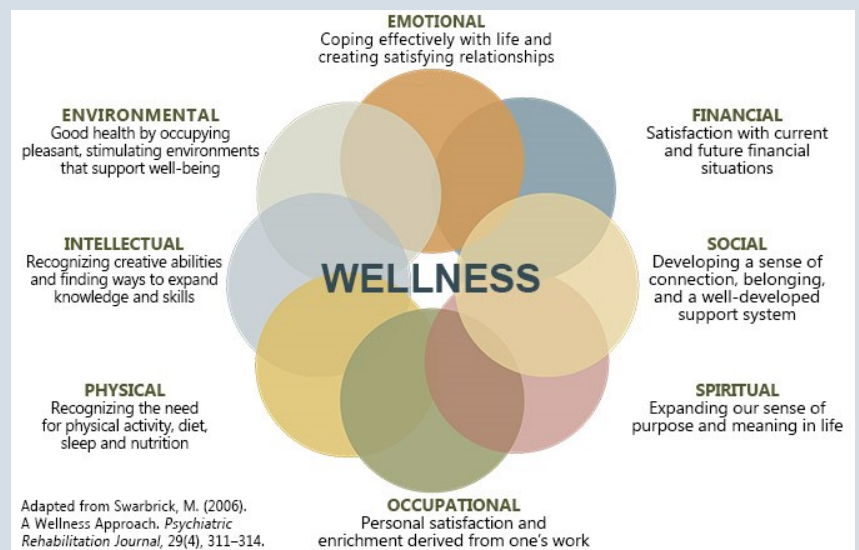 EMOTIONAL
Coping effectively with life and
creating satisfying relationships
ENVIRONMENTAL
Good health by occupying
pleasant, stimulating environments
that support well-being
FINANCIAL
Satisfaction with current
and future financial
situations
INTELLECTUAL
Recognizing creative abilities
and finding ways to expand
knowledge and skills
WELLNESS
SOCIAL
Developing a sense of
connection, belonging,
and a well-developed
support system
PHYSICAL
Recognizing the need
for physical activity, diet,
sleep and nutrition
SPIRITUAL
Expanding our sense of
purpose and meaning in life
OCCUPATIONAL
Personal satisfaction and
enrichment derived from one's work
Adapted from Swarbrick, M. (2006).
A Wellness Approach. Psychiatric
Rehabilitation Journal, 29(4), 311–314.